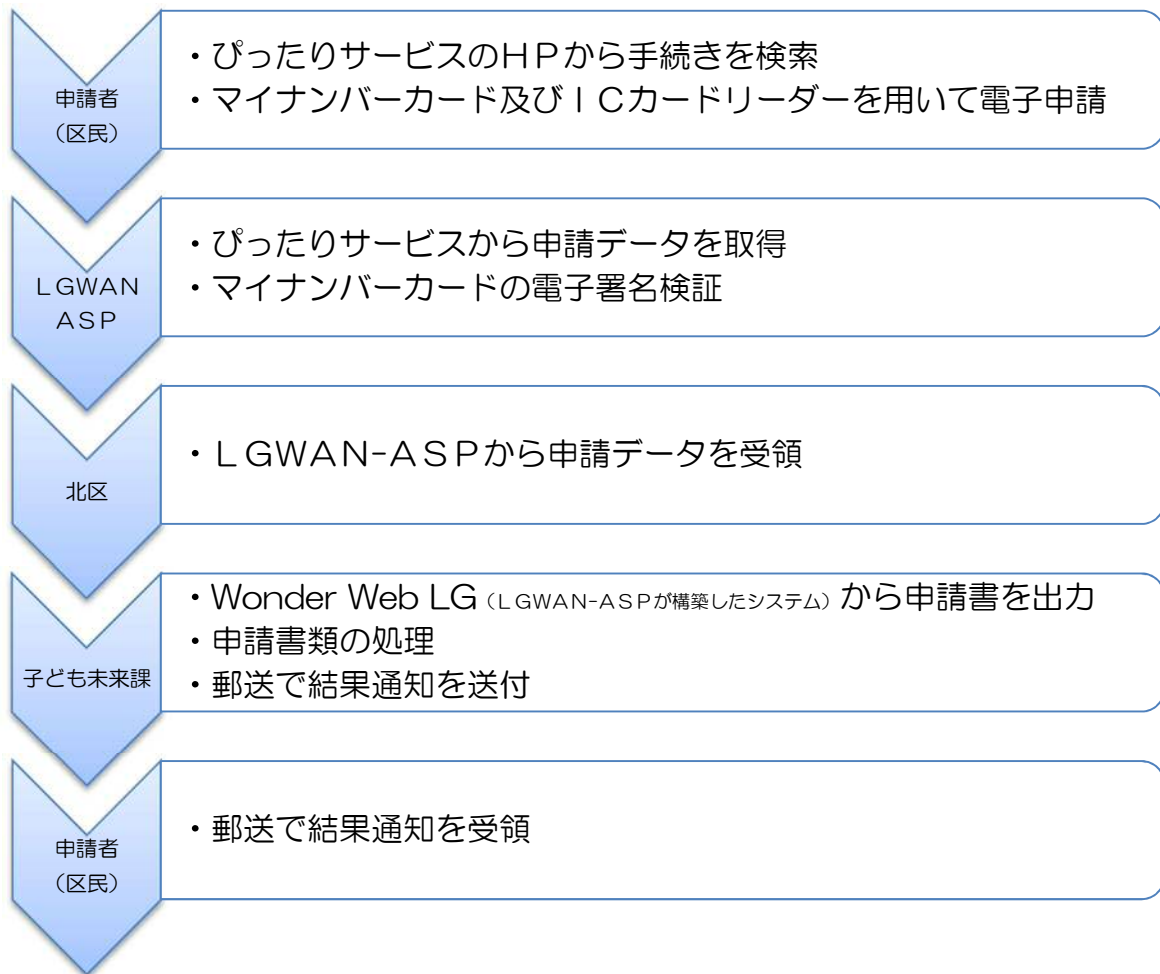 申請者
（区民）
・ぴったりサービスのＨＰから手続きを検索
・マイナンバーカード及びＩＣカードリーダーを用いて電子申請
ＬＧＷＡＮ
ＡＳＰ
・ぴったりサービスから申請データを取得
・マイナンバーカードの電子署名検証
北区
・ＬＧＷＡＮ-ＡＳＰから申請データを受領
子ども未来課
・Wonder Web LG（ＬＧＷＡＮ-ＡＳＰが構築したシステム）から申請書を出力
・申請書類の処理
・郵送で結果通知を送付
申請者
（区民）
・郵送で結果通知を受領